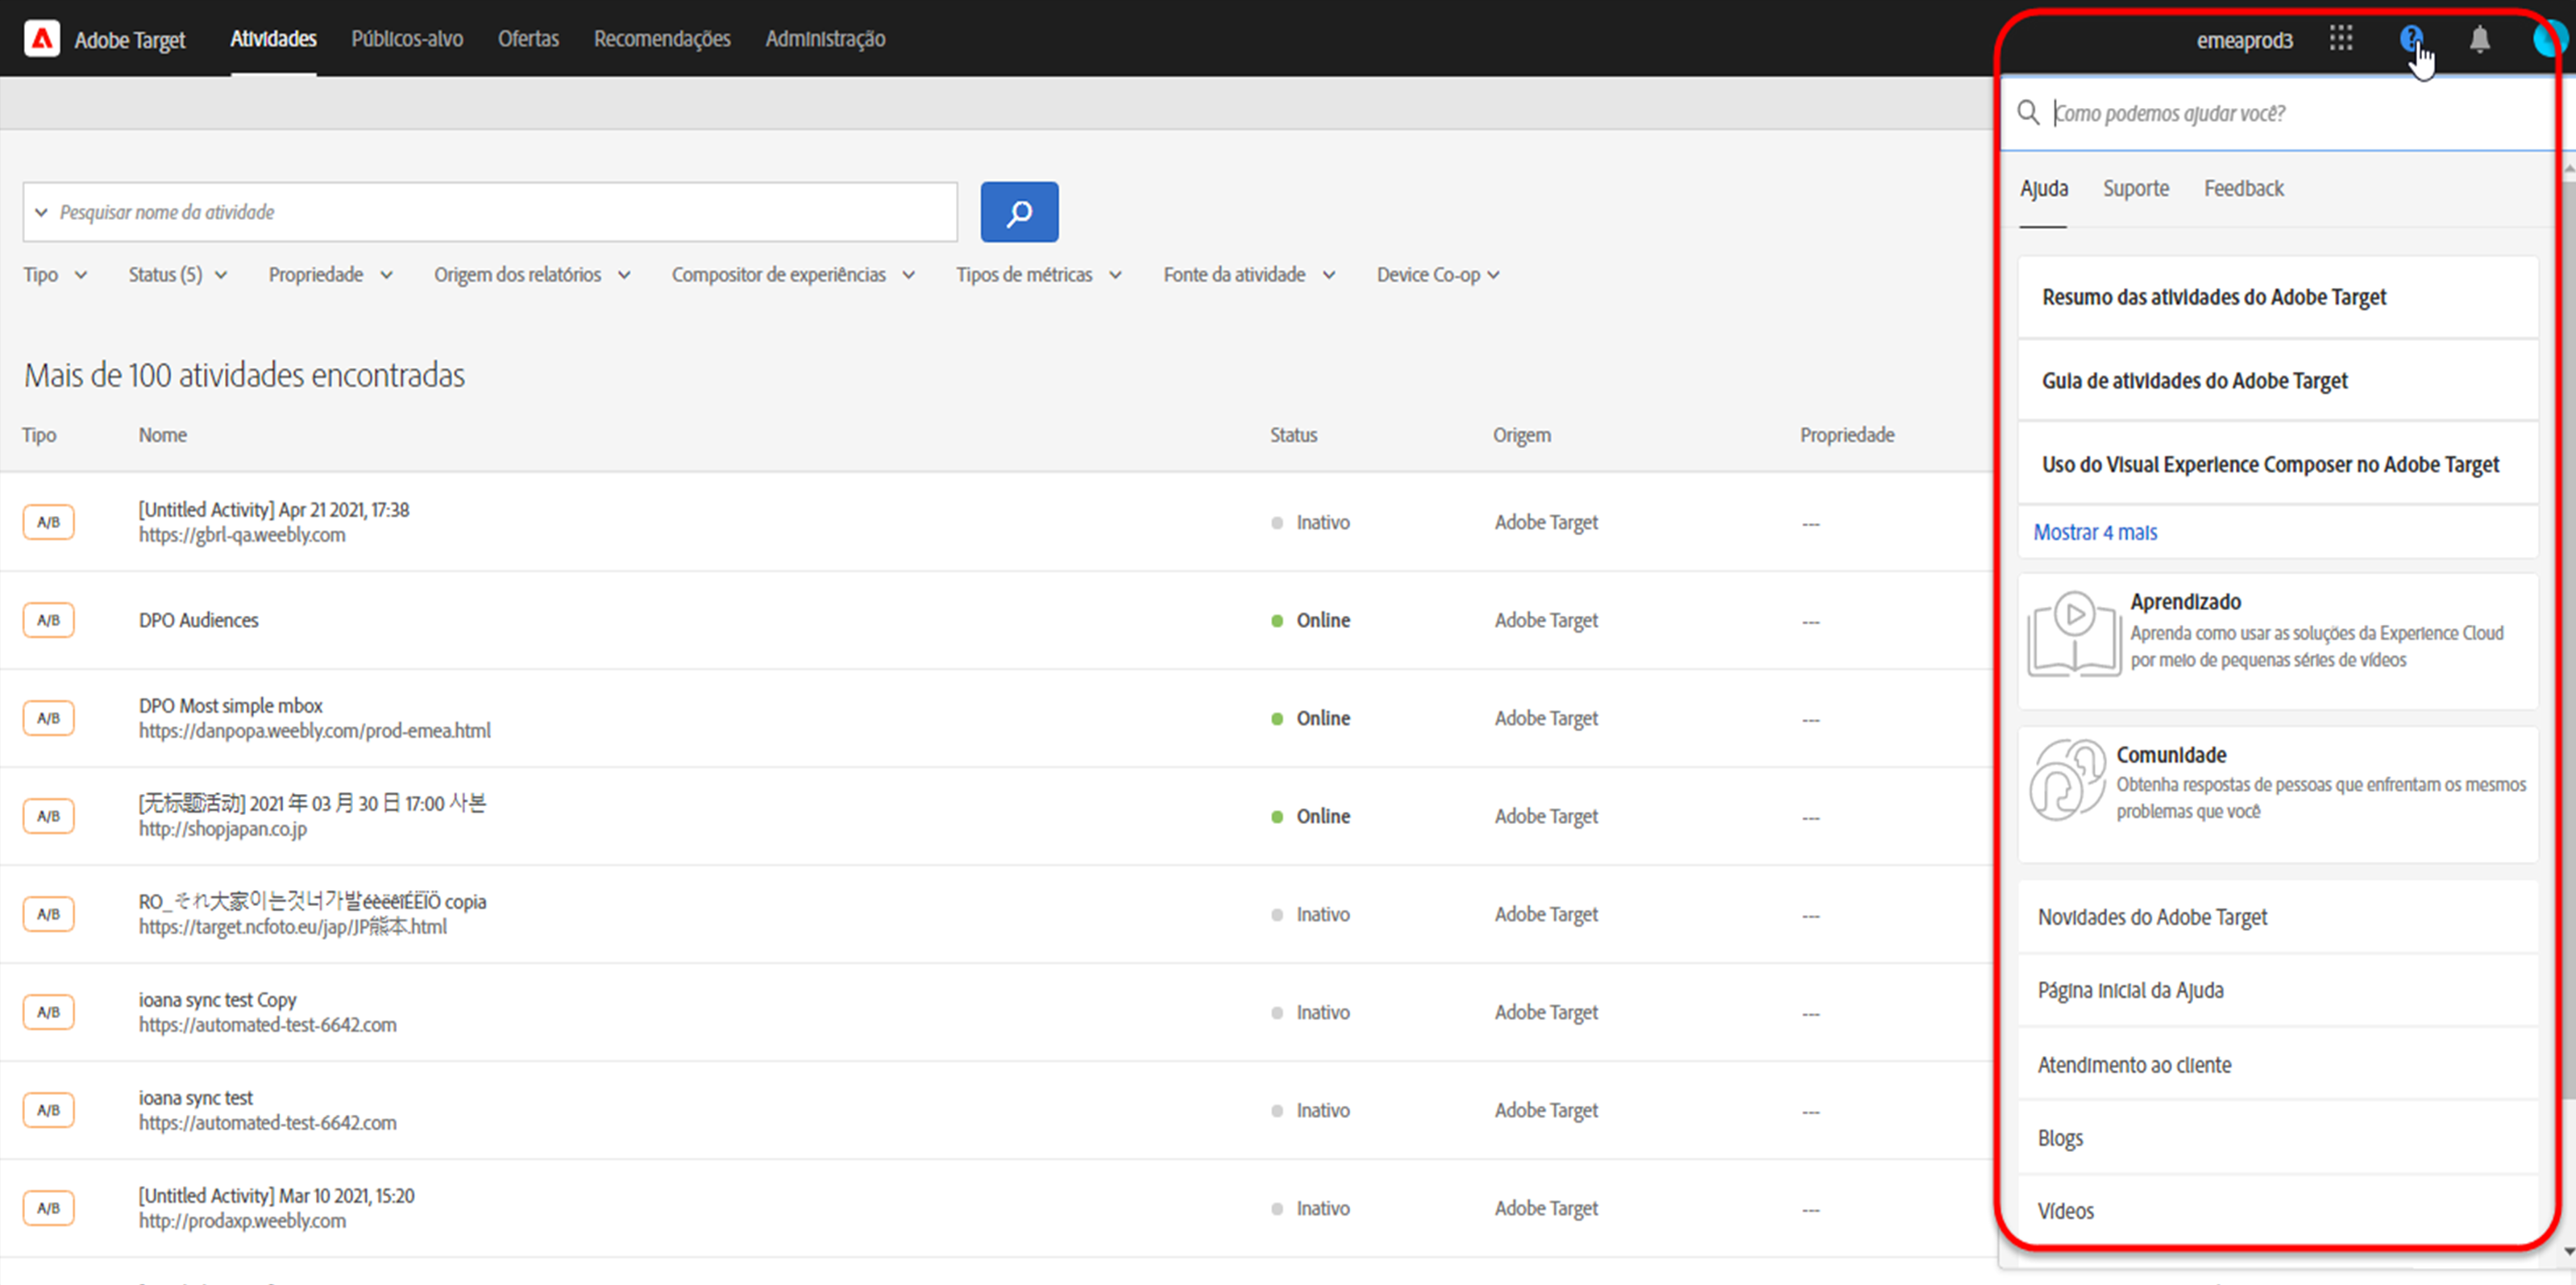 Adobe Target Atividades Públicos-alvo Ofertas Recomendações Administração emeaprod3
Pesquisar nome da atividade
Tipo Status (5) Propriedade Origem dos relatórios Compositor de experiências Tipos de métricas Fonte da atividade Device Co-op
Mais de 100 atividades encontradas
Tipo Nome Status Origem Propriedade
A/B [Untitled Activity] Apr 21 2021, 17:38 Inativo Adobe Target ---
https://gbrl-qa.weebly.com
A/B DPO Audiences Online Adobe Target ---
A/B DPO Most simple mbox Online Adobe Target ---
https://danpopa.weebly.com/prod-emea.html
A/B [无标题活动] 2021 年 03 月 30 日 17:00 사본 Online Adobe Target ---
http://shopjapan.co.jp
A/B RO_それ大家이는것너가발éèëêîÉËÏÖ copia Inativo Adobe Target ---
https://target.ncfoto.eu/jap/JP熊本.html
A/B ioana sync test Copy Inativo Adobe Target ---
https://automated-test-6642.com
A/B ioana sync test Inativo Adobe Target ---
https://automated-test-6642.com
A/B [Untitled Activity] Mar 10 2021, 15:20 Inativo Adobe Target ---
http://prodaxp.weebly.com
Como podemos ajudar você?
Ajuda Suporte Feedback
Resumo das atividades do Adobe Target
Guia de atividades do Adobe Target
Uso do Visual Experience Composer no Adobe Target
Mostrar 4 mais
Aprendizado
Aprenda como usar as soluções da Experience Cloud
por meio de pequenas séries de vídeos
Comunidade
Obtenha respostas de pessoas que enfrentam os mesmos
problemas que você
Novidades do Adobe Target
Página inicial da Ajuda
Atendimento ao cliente
Blogs
Vídeos